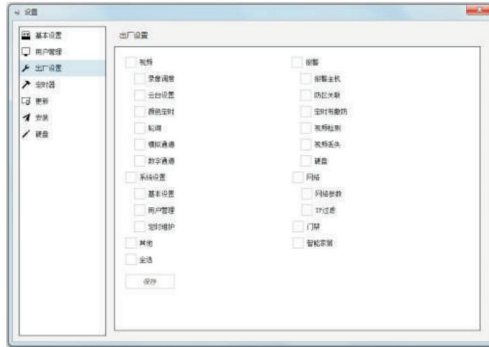 设置
基本设置
用户管理
出厂设置
定时器
更新
安装
硬盘
出厂设置
视频
录像调度
云台设置
颜色定时
轮巡
模拟通道
数字通道
系统设置
基本设置
用户管理
定时维护
其他
全选
保存
报警
报警主机
防区关联
定时布撤防
视频检测
视频丢失
硬盘
网络
网络参数
IP过滤
门禁
智能家居